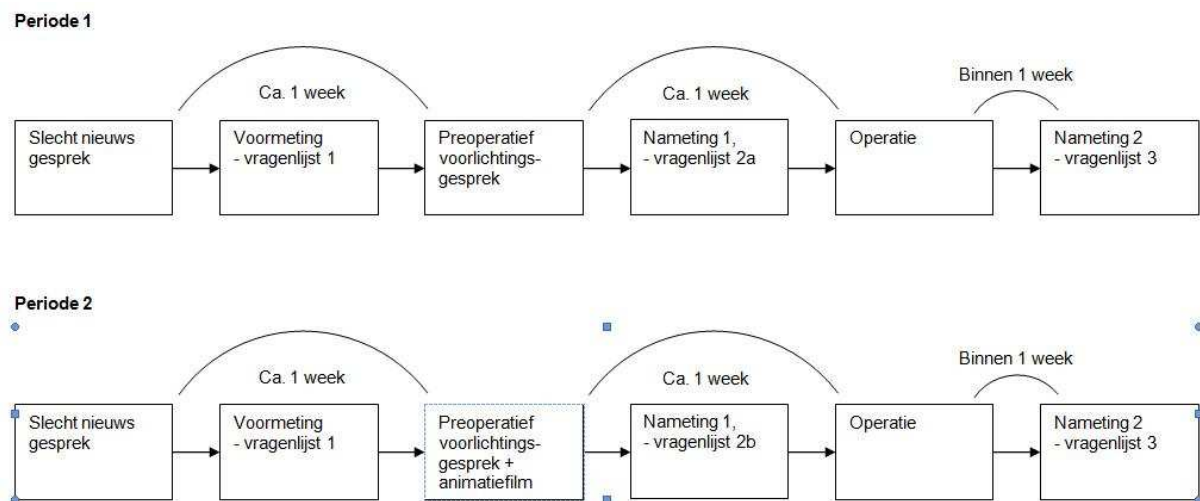 Periode 1
Ca. 1 week
Ca. 1 week
Binnen 1 week
Slecht nieuws
gesprek
Voormeting
- vragenlijst 1
Preoperatief
voorlichtings-
gesprek
Nameting 1,
- vragenlijst 2a
Operatie
Nameting 2
- vragenlijst 3
Periode 2
Ca. 1 week
Ca. 1 week
Binnen 1 week
Slecht nieuws
gesprek
Voormeting
- vragenlijst 1
Preoperatief
voorlichtings-
gesprek +
animatiefilm
Nameting 1,
- vragenlijst 2b
Operatie
Nameting 2
- vragenlijst 3